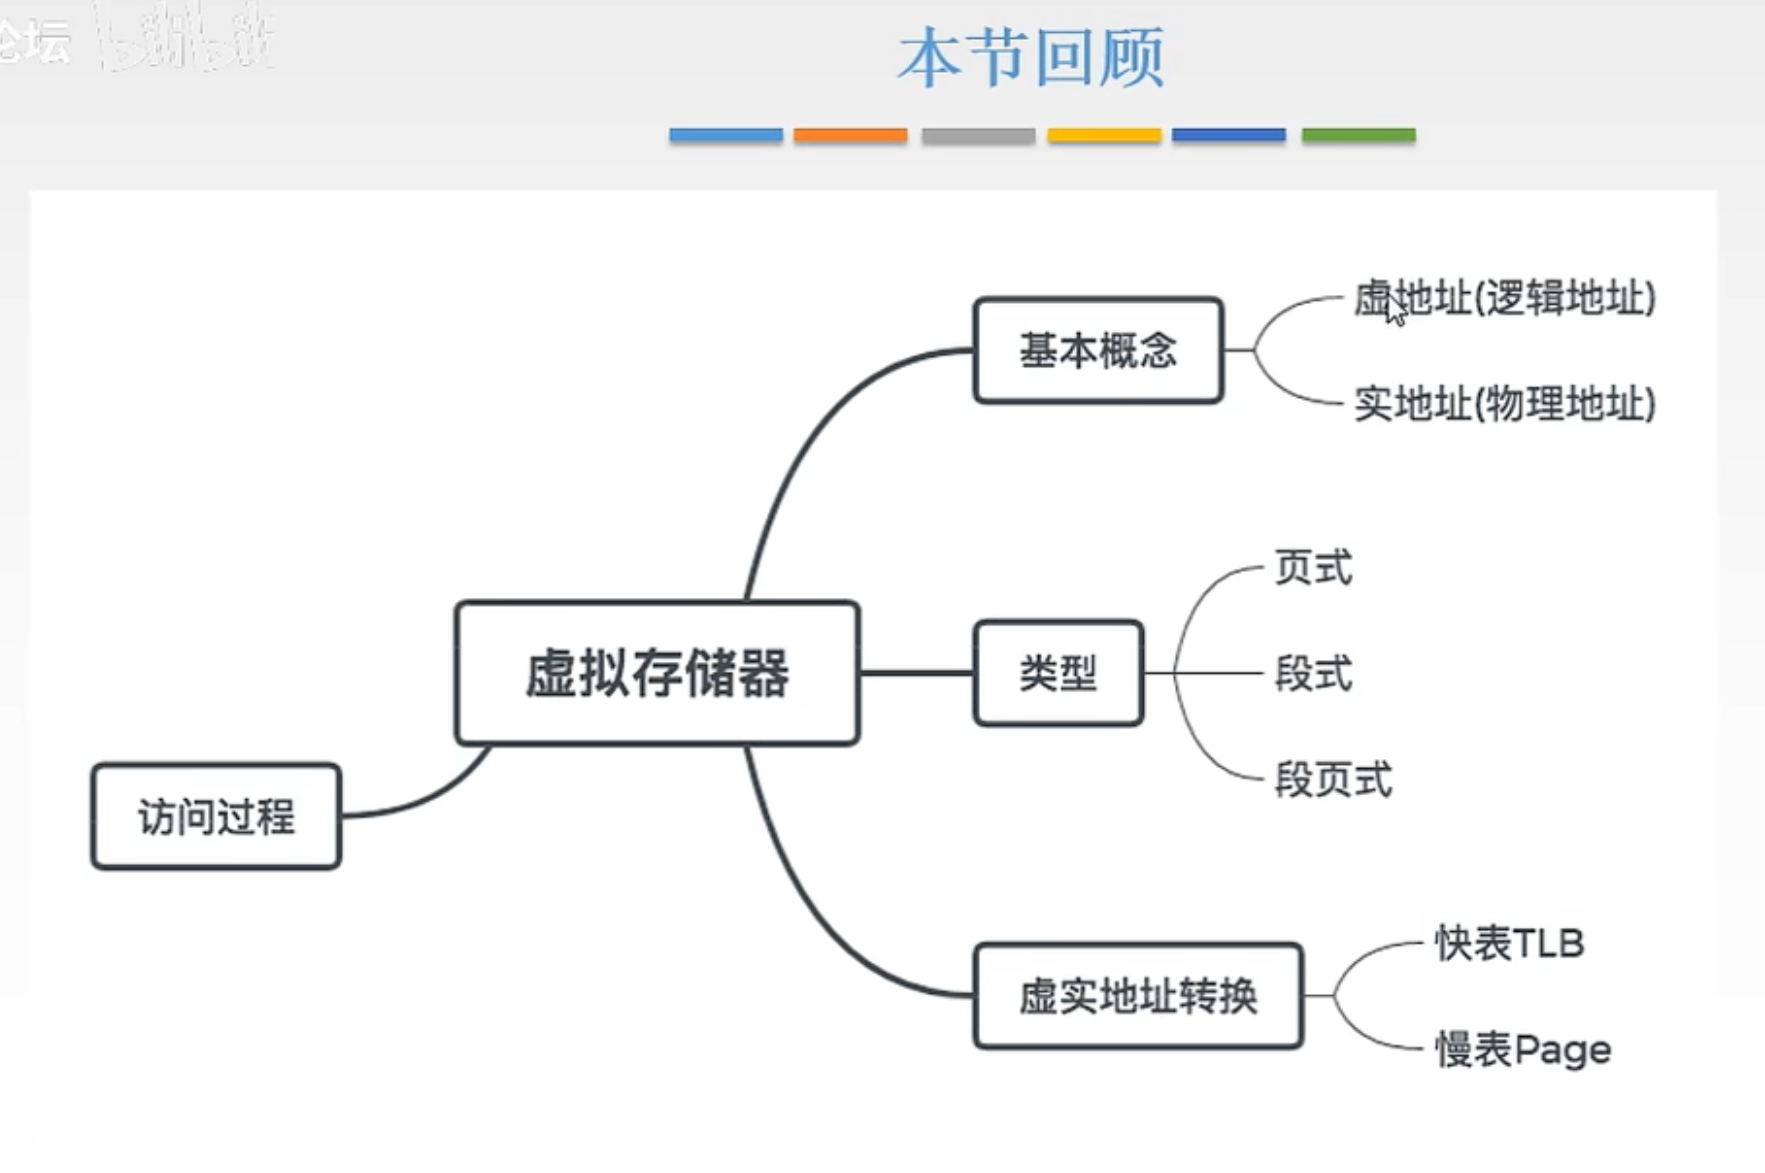 论坛 bilibili
本节回顾
虚地址(逻辑地址)
基本概念
实地址(物理地址)
页式
虚拟存储器
类型
段式
段页式
访问过程
快表TLB
虚实地址转换
慢表Page